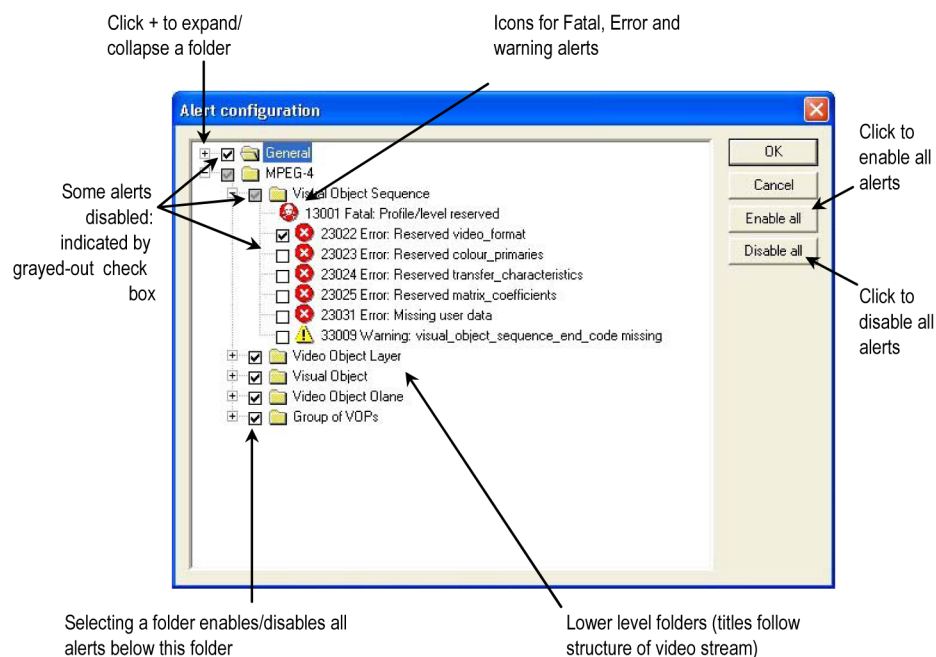 Click + to expand/
collapse a folder
Icons for Fatal, Error and
warning alerts
Alert configuration
General
MPEG-4
Visual Object Sequence
13001 Fatal: Profile/level reserved
23022 Error: Reserved video_format
23023 Error: Reserved colour_primaries
23024 Error: Reserved transfer_characteristics
23025 Error: Reserved matrix_coefficients
23031 Error: Missing user data
33009 Warning: visual_object_sequence_end_code missing
Video Object Layer
Visual Object
Video Object Olane
Group of VOPs
OK
Cancel
Enable all
Disable all
Some alerts
disabled:
indicated by
grayed-out check
box
Click to
enable all
alerts
Click to
disable all
alerts
Selecting a folder enables/disables all
alerts below this folder
Lower level folders (titles follow
structure of video stream)